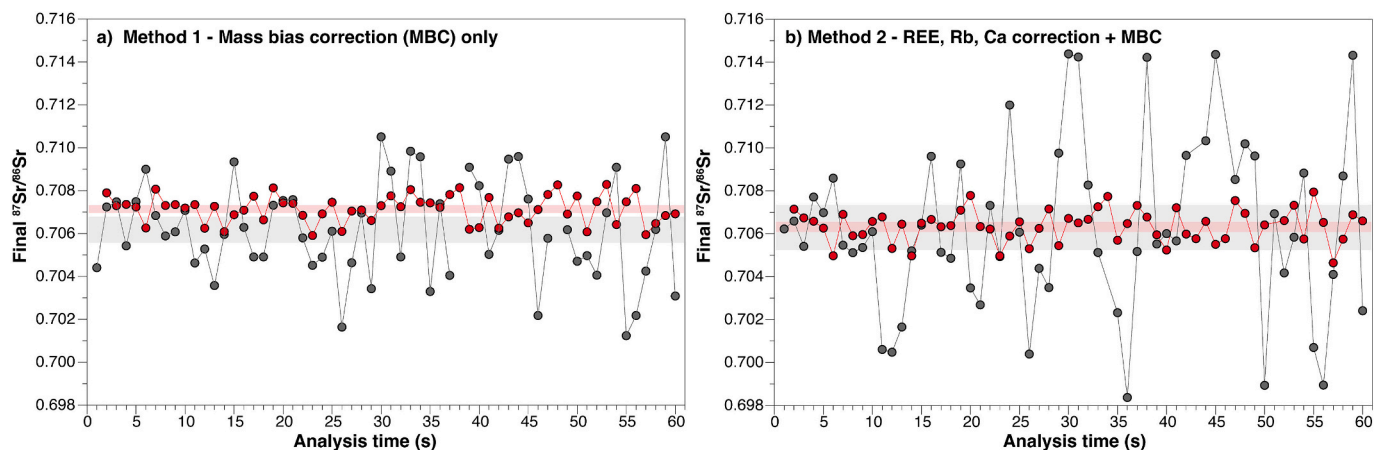 a) Method 1 - Mass bias correction (MBC) only
Final ⁸⁷Sr/⁸⁶Sr
0.716
0.714
0.712
0.710
0.708
0.706
0.704
0.702
0.700
0.698
0 5 10 15 20 25 30 35 40 45 50 55 60
Analysis time (s)
b) Method 2 - REE, Rb, Ca correction + MBC
Final ⁸⁷Sr/⁸⁶Sr
0.716
0.714
0.712
0.710
0.708
0.706
0.704
0.702
0.700
0.698
0 5 10 15 20 25 30 35 40 45 50 55 60
Analysis time (s)